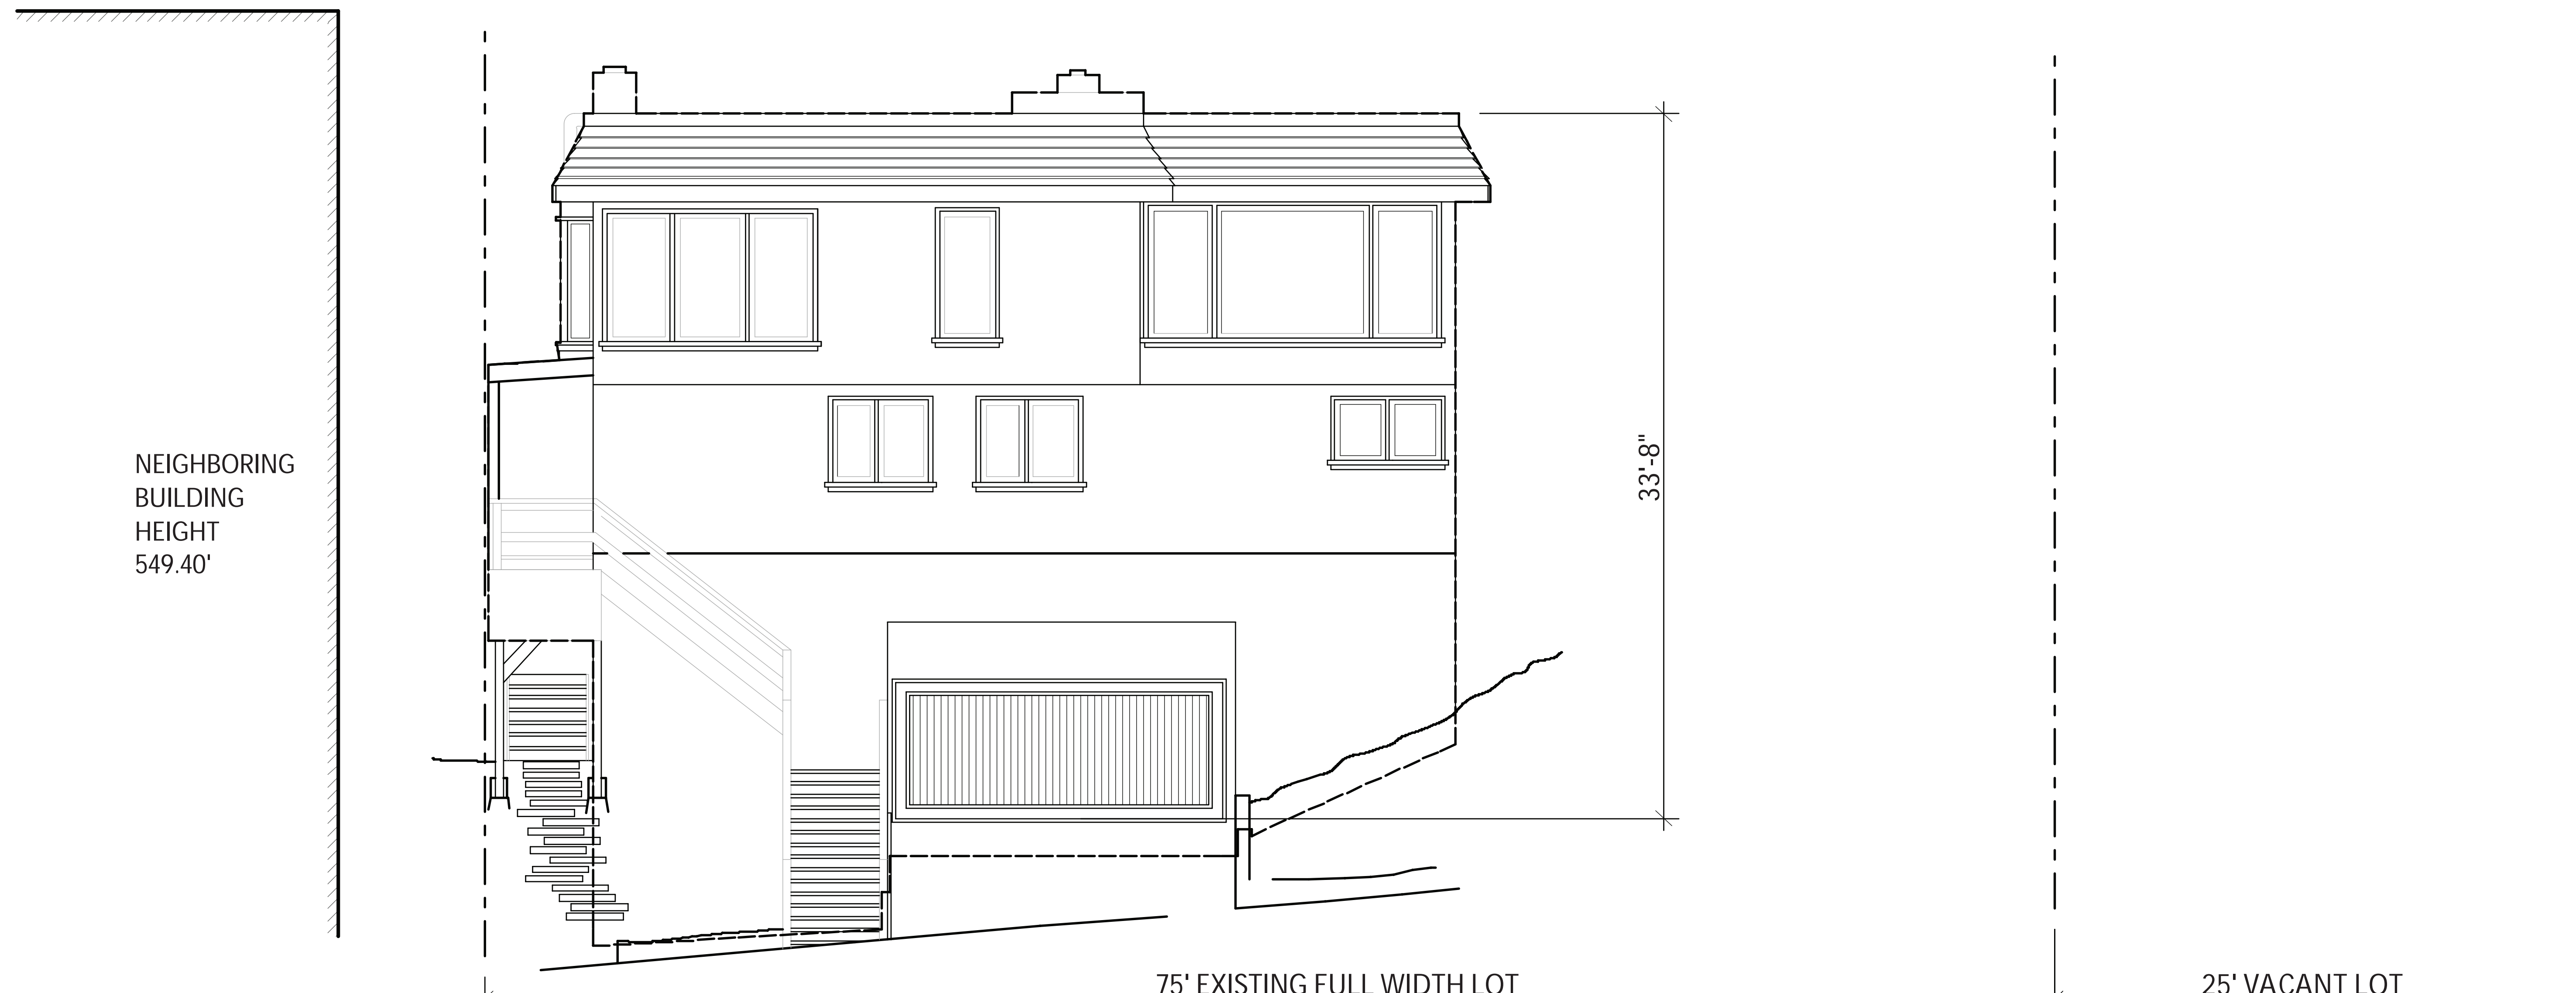 NEIGHBORING
BUILDING
HEIGHT
549.40'
33'-8"
75' EXISTING FULL WIDTH LOT
25' VACANT LOT